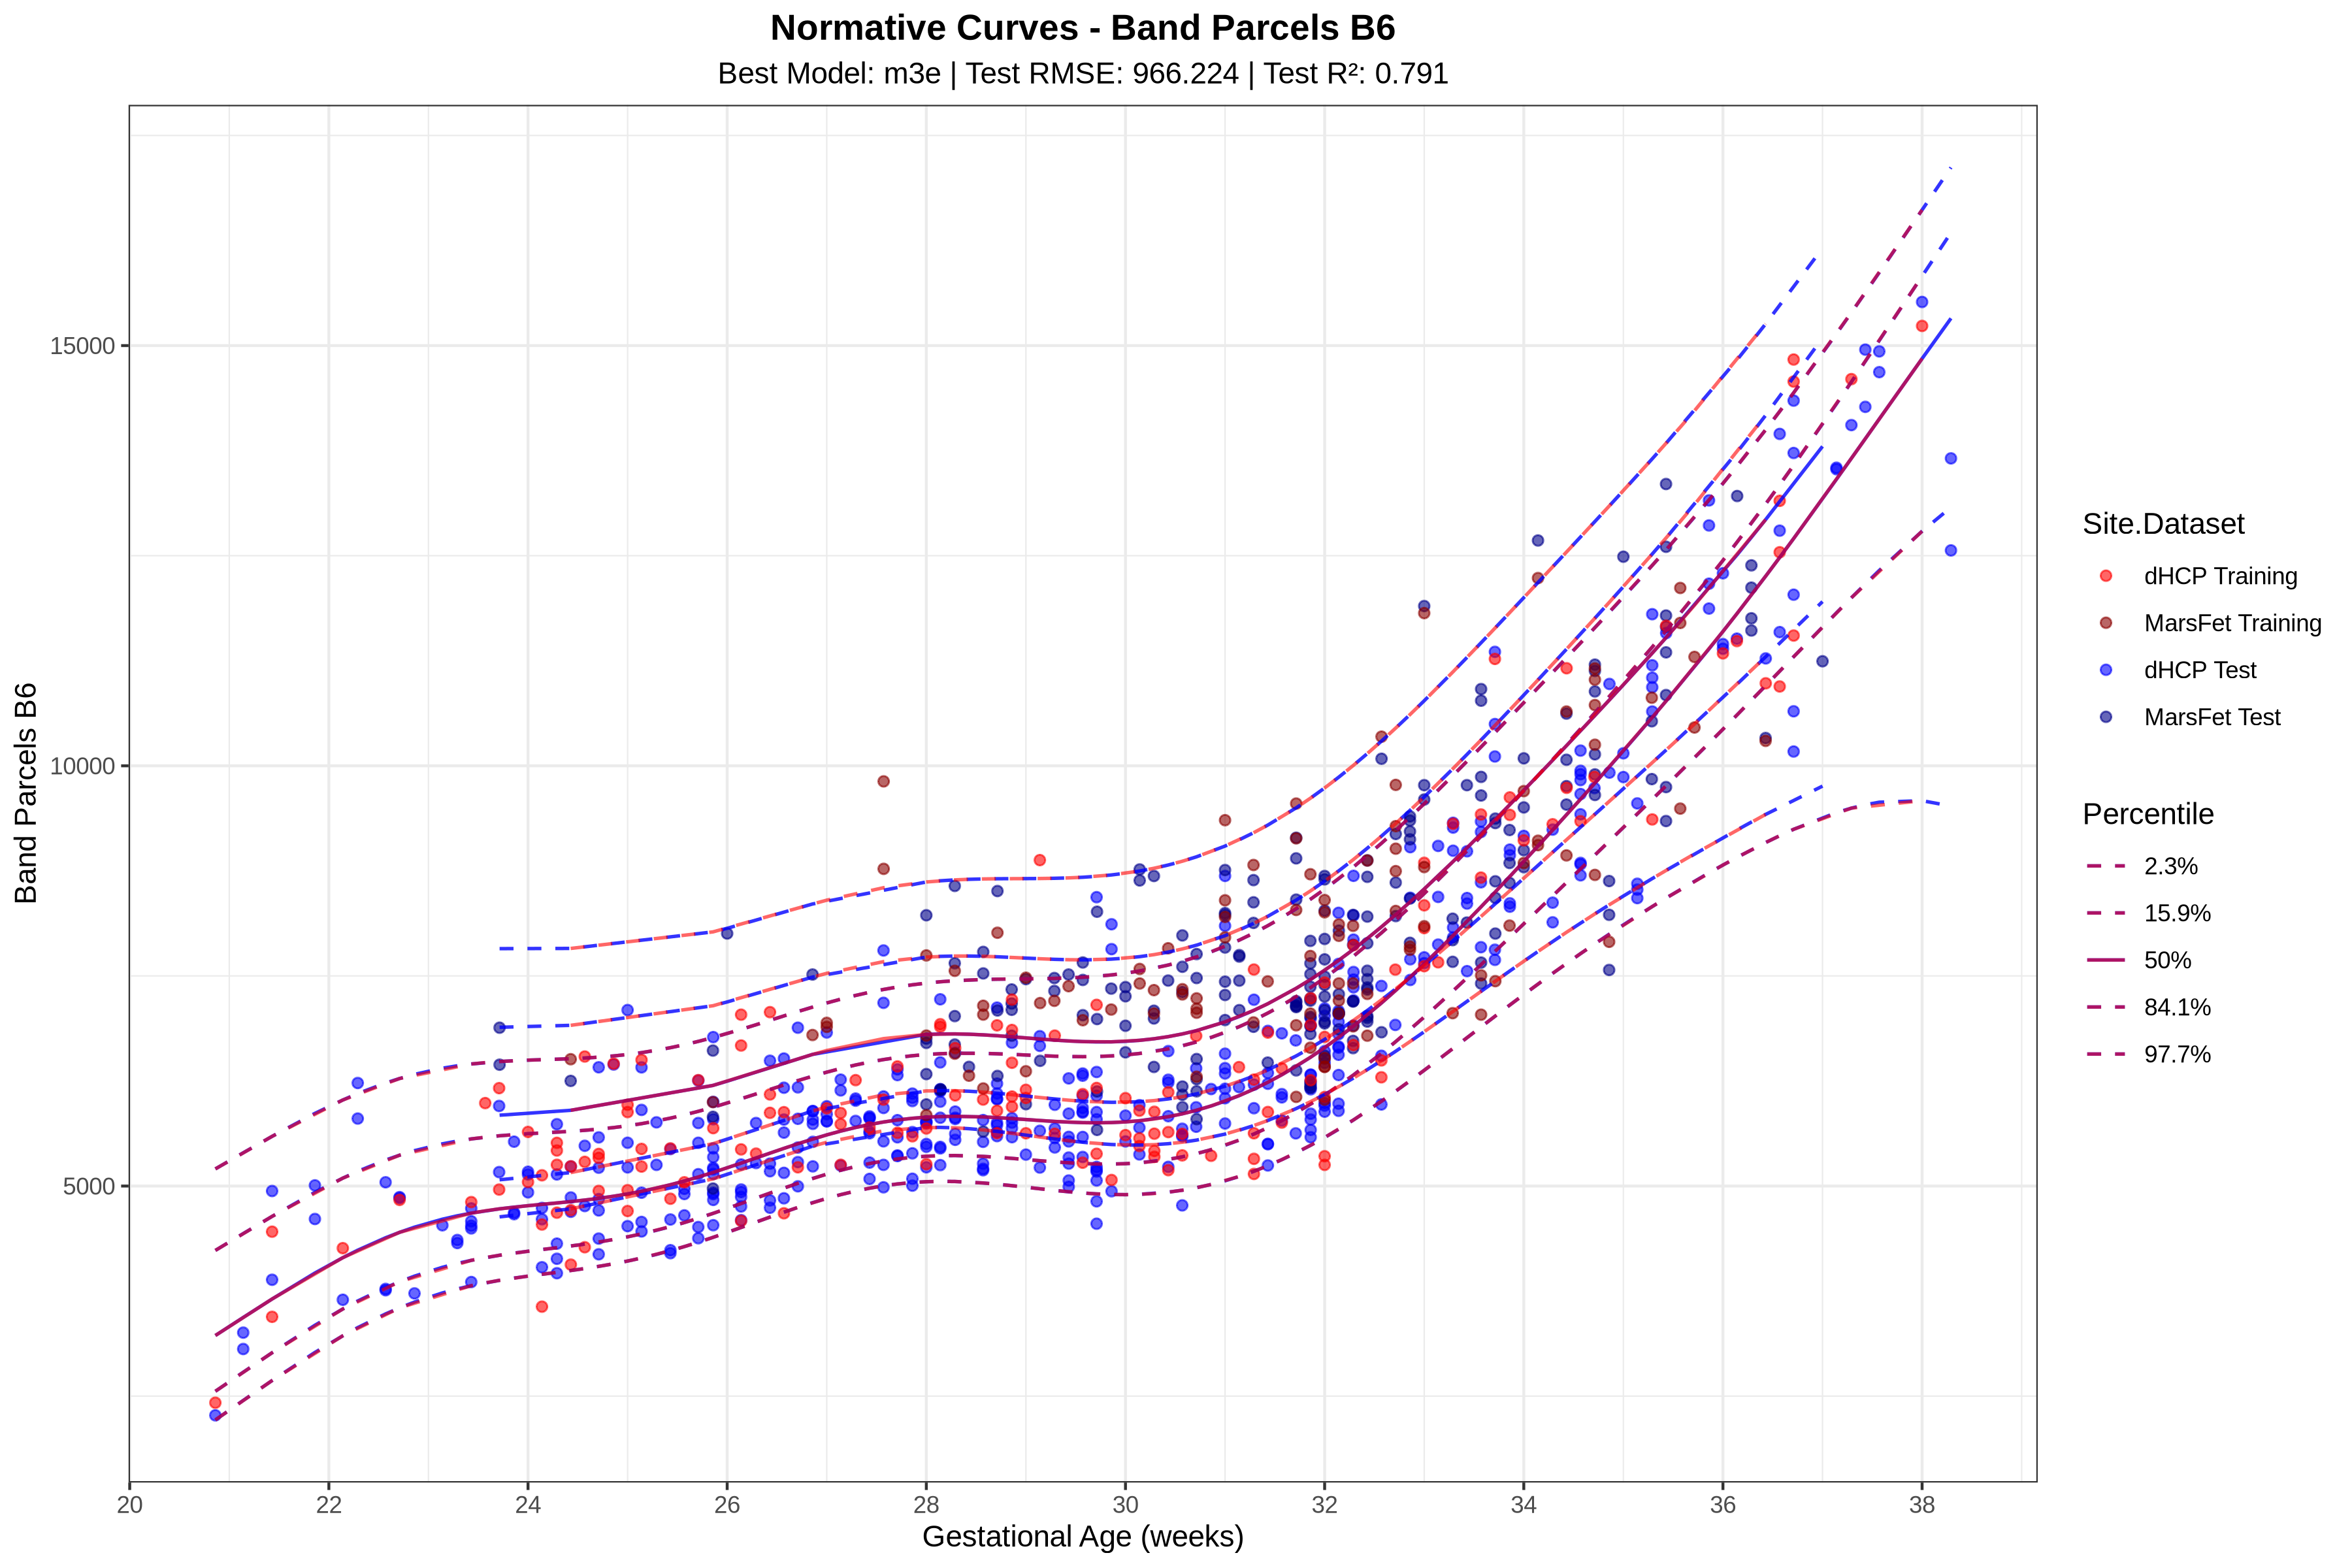 Normative Curves - Band Parcels B6
Best Model: m3e | Test RMSE: 966.224 | Test R²: 0.791
Band Parcels B6
15000
10000
5000
20 22 24 26 28 30 32 34 36 38
Gestational Age (weeks)
Site.Dataset
dHCP Training
MarsFet Training
dHCP Test
MarsFet Test
Percentile
2.3%
15.9%
50%
84.1%
97.7%